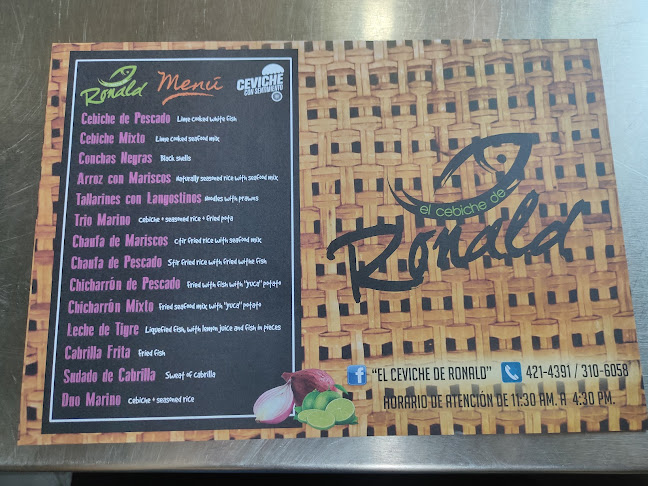 Ronald Menú CEVICHE
CON SENTIMIENTO
Cebiche de Pescado Lime cooked white fish
Cebiche Mixto Lime cooked seafood mix
Conchas Negras Black shells
Arroz con Mariscos Naturally seasoned rice with seafood mix
Tallarines con Langostinos Noodles with prawns
Trio Marino Cebiche + seasoned rice + fried pota
Chaufa de Mariscos Ctir fried rice with seafood mix
Chaufa de Pescado Stir fried rice with fried withe fish
Chicharrón de Pescado Fried with fish with "yuca" potato
Chicharrón Mixto Fried seafood mix with "yuca" potato
Leche de Tigre Liquefied fish, with lemon juice and fish in pieces
Cabrilla Frita Fried fish
Sudado de Cabrilla Sweat of cabrilla
Duo Marino Cebiche + seasoned rice
el cebiche de
Ronald
f "EL CEVICHE DE RONALD" 421-4391 / 310-6058
HORARIO DE ATENCIÓN DE 11:30 AM. A 4:30 PM.